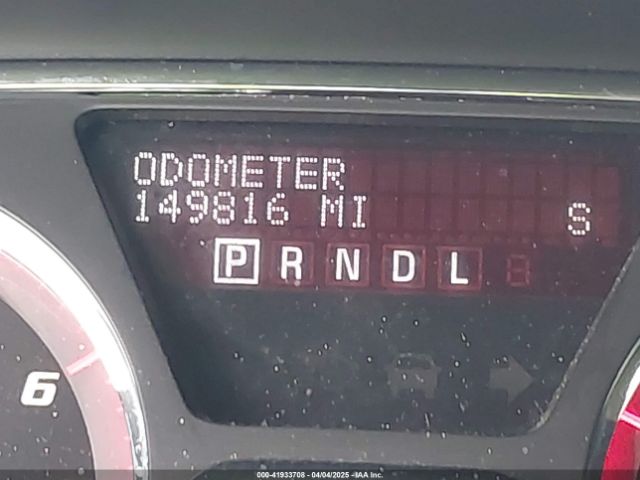 ODOMETER
149816 MI S
P R N D L
6
000-41933708 - 04/04/2025 - IAA Inc.